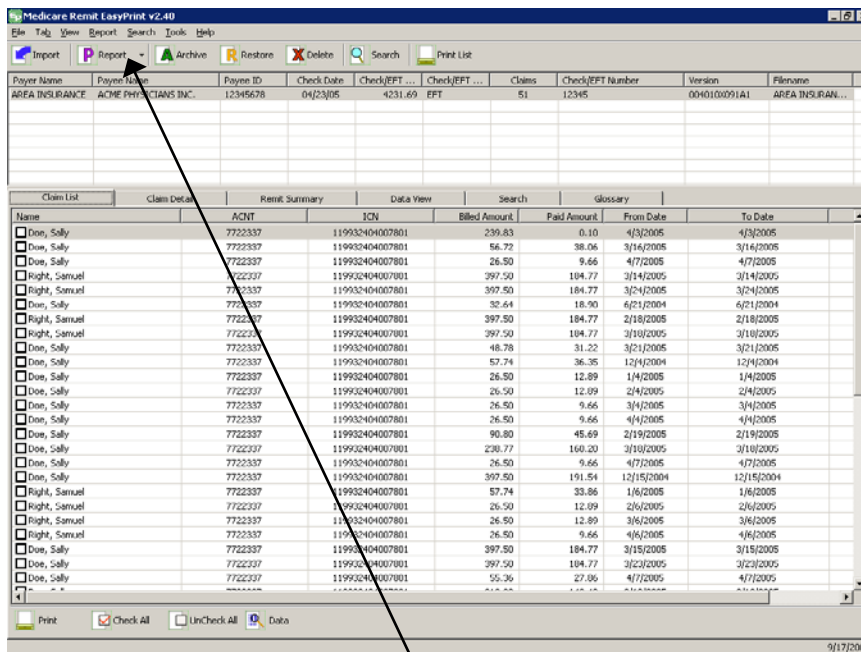 Medicare Remit EasyPrint v2.40
File Tab View Report Search Tools Help
Import Report Archive Restore Delete Search Print List
Payer Name Payee Name Payee ID Check Date Check/EFT ... Check/EFT ... Claims Check/EFT Number Version Filename
AREA INSURANCE ACME PHYSICIANS INC. 12345678 04/23/05 4231.69 EFT 51 12345 004010X091A1 AREA INSURAN...
Claim List Claim Detail Remit Summary Data View Search Glossary
Name ACNT ICN Billed Amount Paid Amount From Date To Date
Doe, Sally 7722337 119932404007801 239.83 0.10 4/3/2005 4/3/2005
Doe, Sally 7722337 119932404007801 56.72 38.06 3/16/2005 3/16/2005
Doe, Sally 7722337 119932404007801 26.50 9.66 4/7/2005 4/7/2005
Right, Samuel 7722337 119932404007801 397.50 184.77 3/14/2005 3/14/2005
Right, Samuel 7722337 119932404007801 397.50 184.77 3/24/2005 3/24/2005
Doe, Sally 7722337 119932404007801 32.64 18.90 6/21/2004 6/21/2004
Right, Samuel 7722337 119932404007801 397.50 184.77 2/18/2005 2/18/2005
Right, Samuel 7722337 119932404007801 397.50 184.77 3/18/2005 3/18/2005
Doe, Sally 7722337 119932404007801 48.78 31.22 3/21/2005 3/21/2005
Doe, Sally 7722337 119932404007801 57.74 36.35 12/4/2004 12/4/2004
Doe, Sally 7722337 119932404007801 26.50 12.89 1/4/2005 1/4/2005
Doe, Sally 7722337 119932404007801 26.50 12.89 2/4/2005 2/4/2005
Doe, Sally 7722337 119932404007801 26.50 9.66 3/4/2005 3/4/2005
Doe, Sally 7722337 119932404007801 26.50 9.66 4/4/2005 4/4/2005
Doe, Sally 7722337 119932404007801 90.80 45.69 2/19/2005 2/19/2005
Doe, Sally 7722337 119932404007801 238.77 160.20 3/18/2005 3/18/2005
Doe, Sally 7722337 119932404007801 26.50 9.66 4/7/2005 4/7/2005
Doe, Sally 7722337 119932404007801 397.50 191.54 12/15/2004 12/15/2004
Right, Samuel 7722337 119932404007801 57.74 33.86 1/6/2005 1/6/2005
Right, Samuel 7722337 119932404007801 26.50 12.89 2/6/2005 2/6/2005
Right, Samuel 7722337 119932404007801 26.50 12.89 3/6/2005 3/6/2005
Right, Samuel 7722337 119932404007801 26.50 9.66 4/6/2005 4/6/2005
Doe, Sally 7722337 119932404007801 397.50 184.77 3/15/2005 3/15/2005
Doe, Sally 7722337 119932404007801 397.50 184.77 3/23/2005 3/23/2005
Doe, Sally 7722337 119932404007801 55.36 27.86 4/7/2005 4/7/2005
Print Check All UnCheck All Data